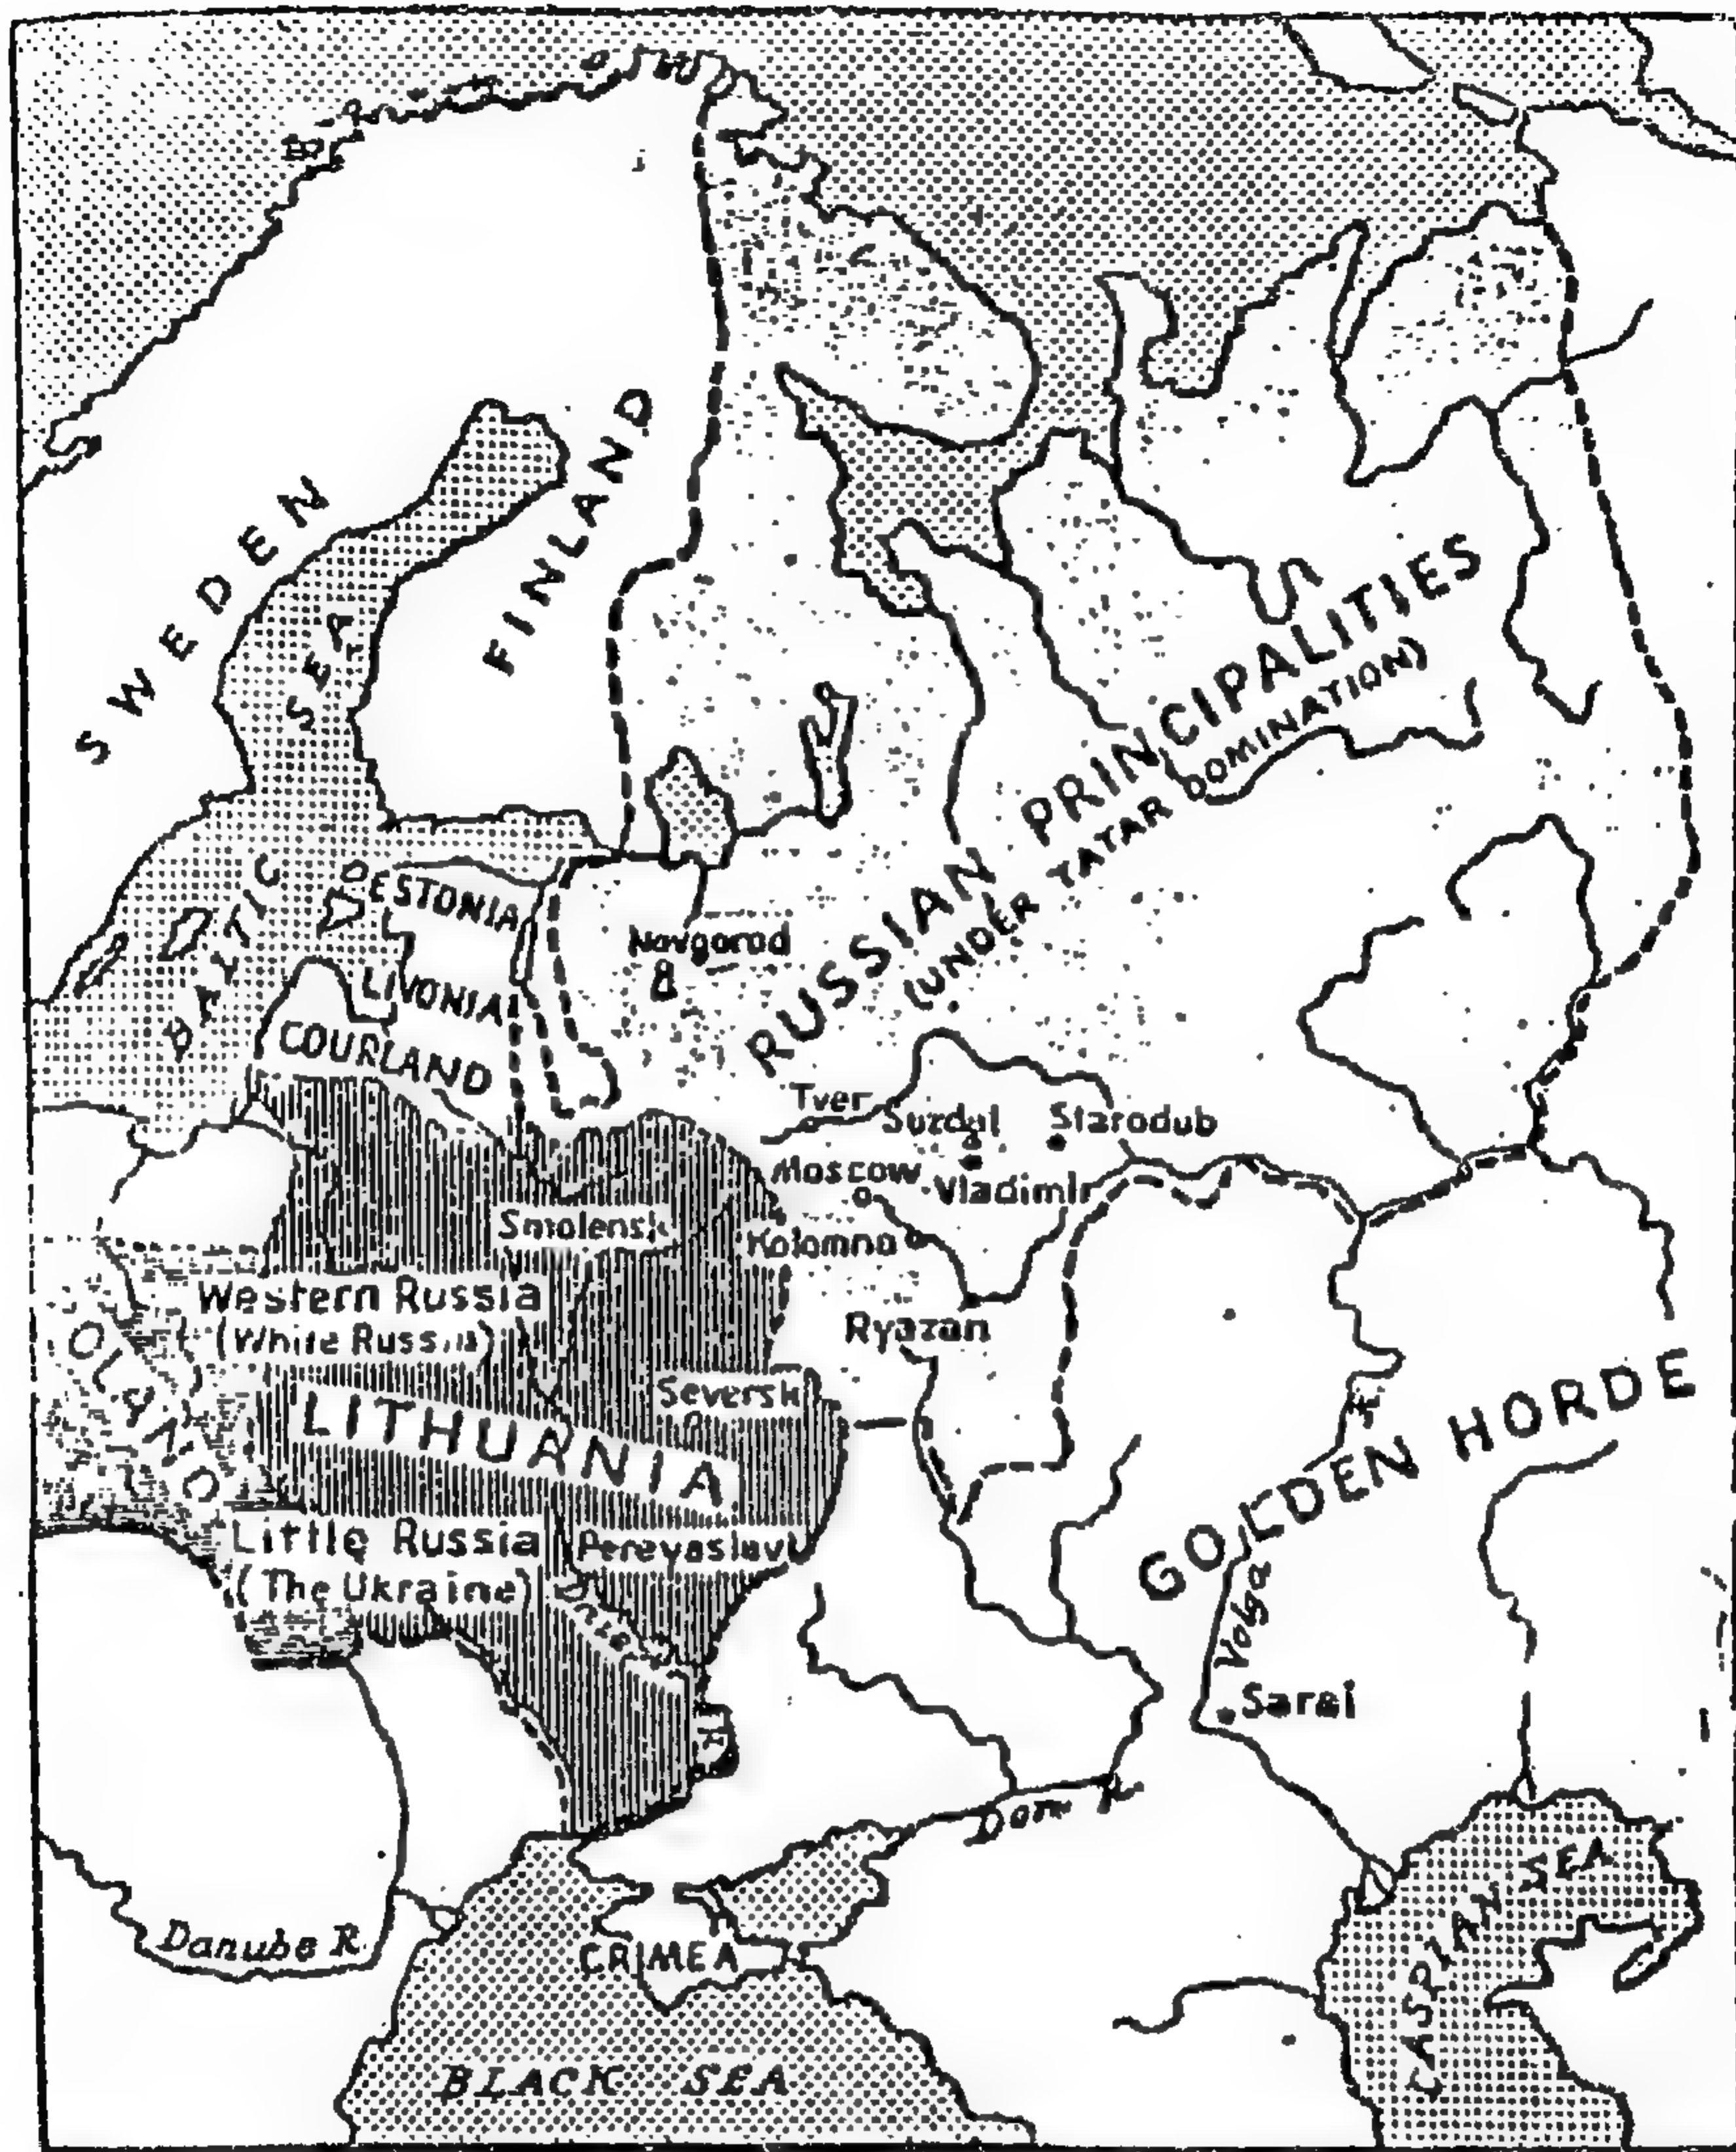 SWEDEN
FINLAND
BALTIC SEA
ESTONIA
LIVONIA
COURLAND
Novgorod
RUSSIAN PRINCIPALITIES
(UNDER TATAR DOMINATION)
Tver
Suzdal
Starodub
Moscow
Vladimir
Smolensk
Kolomna
Western Russia
(White Russia)
Ryazan
POLAND
Seversk
LITHUANIA
GOLDEN HORDE
Little Russia
(The Ukraine)
Pereyaslavl
R.
Volga
Sarai
Don R.
Danube R.
CRIMEA
BLACK SEA
CASPIAN SEA